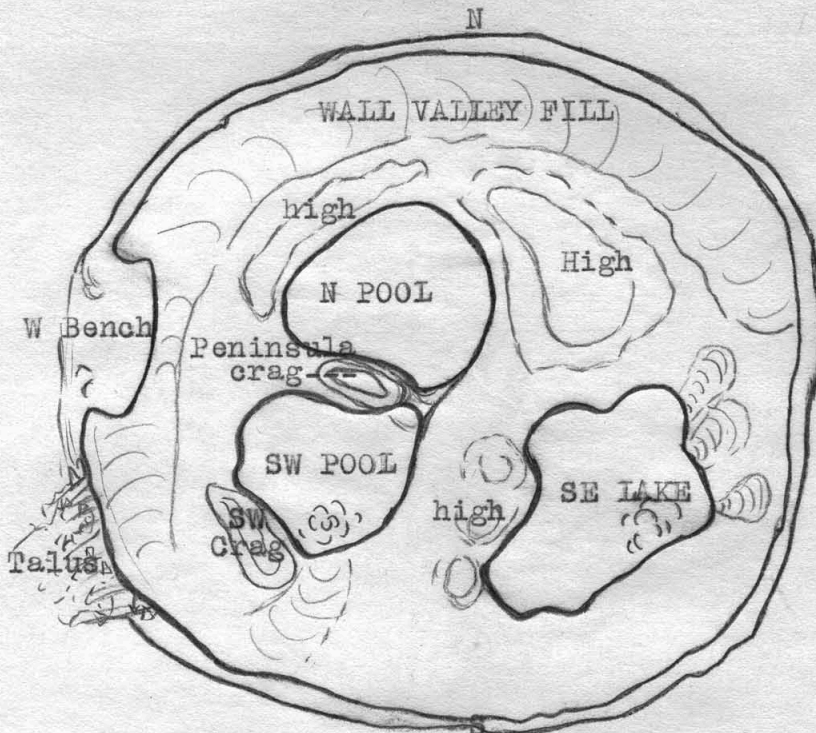 N
WALL VALLEY FILL
high
High
N POOL
W Bench
Peninsula
crag
SW POOL
SE LAKE
high
SW
Crag
Talus
S